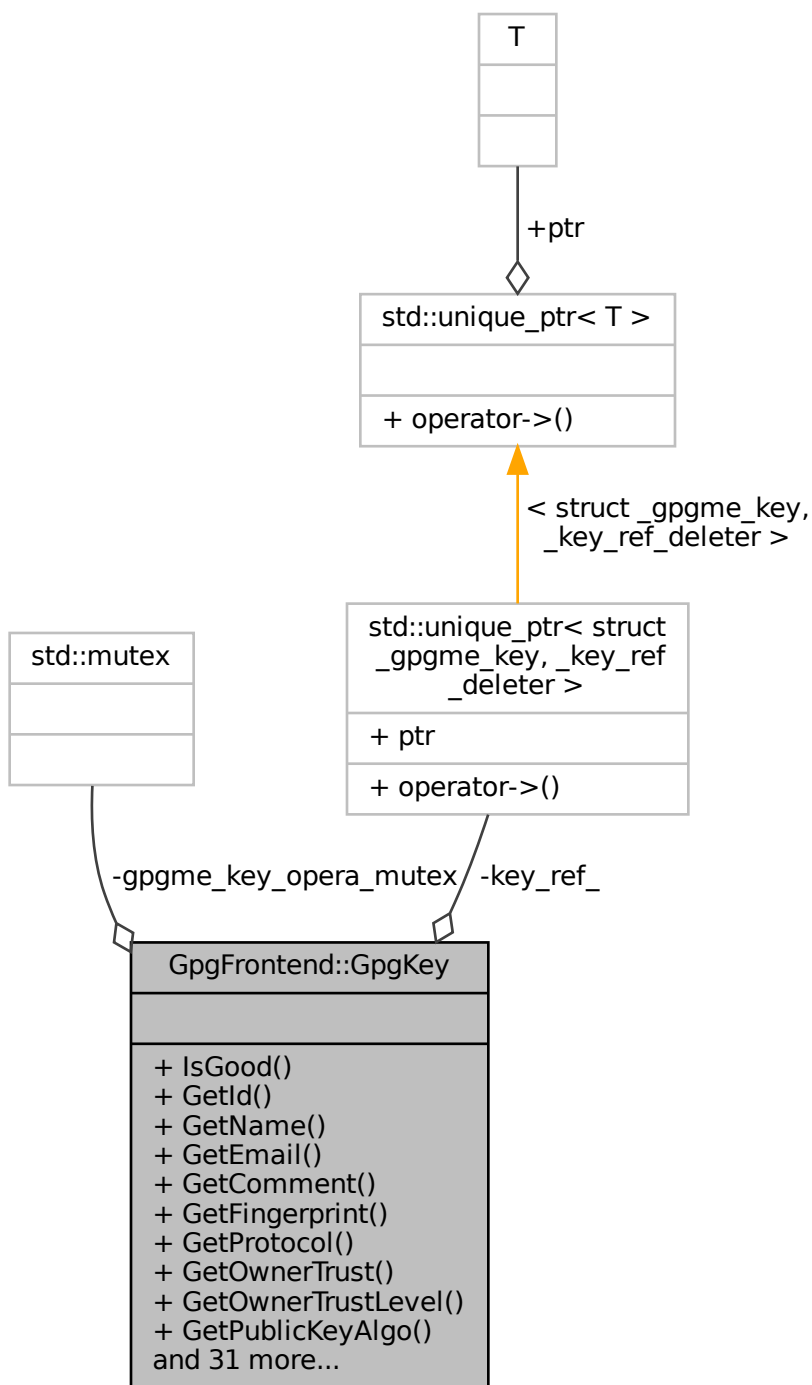 T
+ptr
std::unique_ptr< T >
+ operator->()
< struct _gpgme_key,
_key_ref_deleter >
std::mutex
std::unique_ptr< struct
_gpgme_key, _key_ref
_deleter >
+ ptr
+ operator->()
-gpgme_key_opera_mutex
-key_ref_
GpgFrontend::GpgKey
+ IsGood()
+ GetId()
+ GetName()
+ GetEmail()
+ GetComment()
+ GetFingerprint()
+ GetProtocol()
+ GetOwnerTrust()
+ GetOwnerTrustLevel()
+ GetPublicKeyAlgo()
and 31 more...